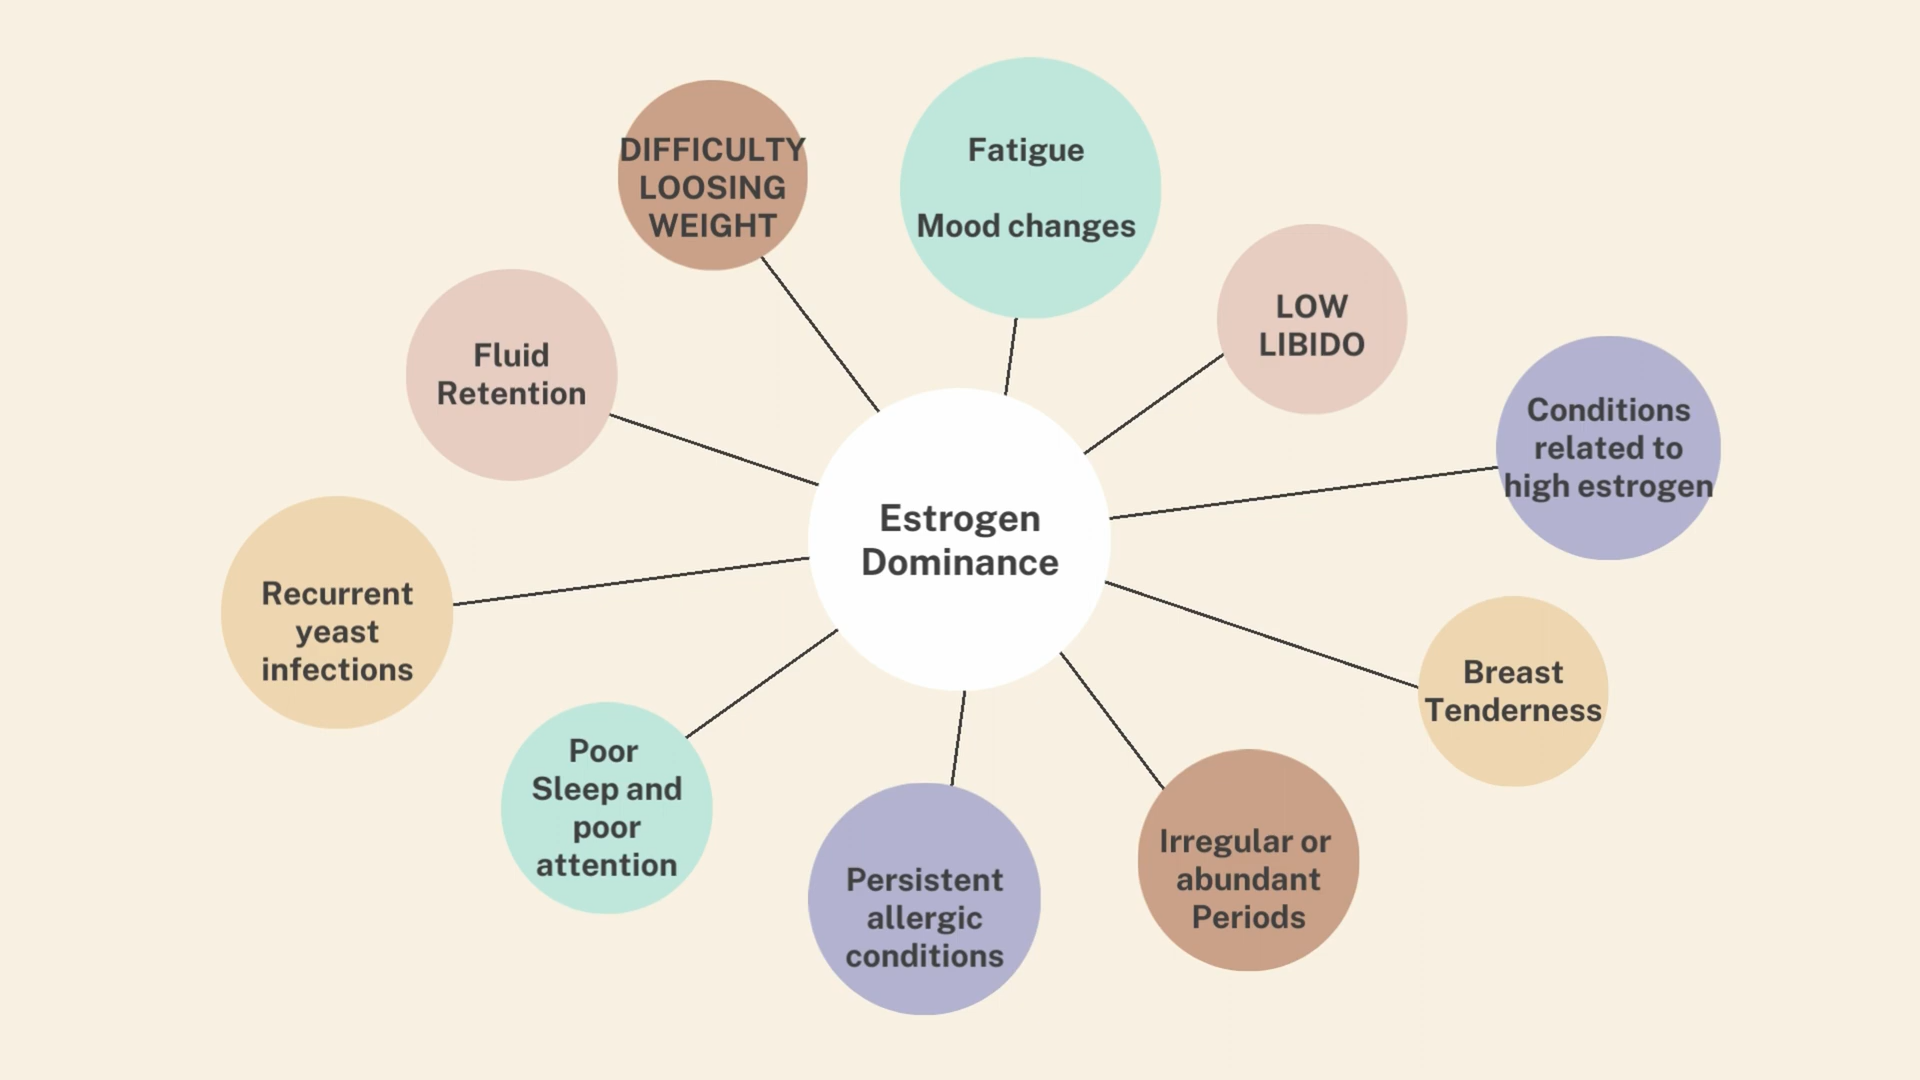 DIFFICULTY
LOOSING
WEIGHT
Fatigue
Mood changes
LOW
LIBIDO
Fluid
Retention
Conditions
related to
high estrogen
Estrogen
Dominance
Recurrent
yeast
infections
Breast
Tenderness
Poor
Sleep and
poor
attention
Persistent
allergic
conditions
Irregular or
abundant
Periods